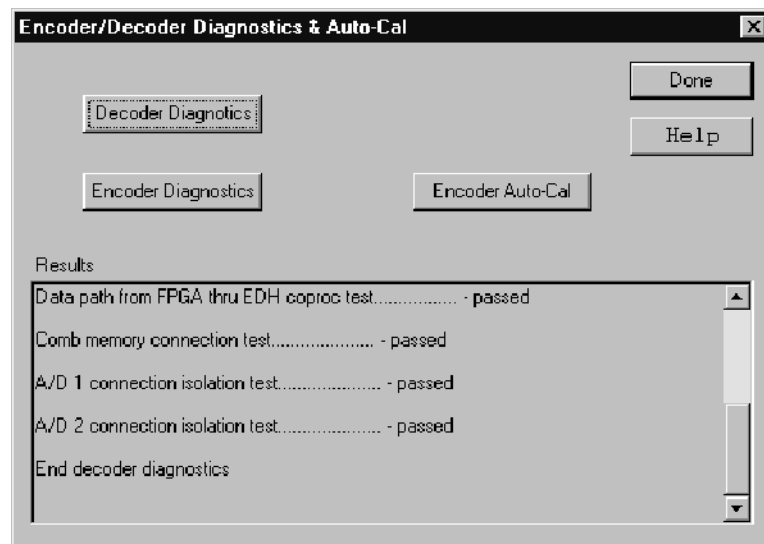 Encoder/Decoder Diagnostics & Auto-Cal
Done
Decoder Diagnotics
Help
Encoder Diagnostics
Encoder Auto-Cal
Results
Data path from FPGA thru EDH coproc test................ - passed
Comb memory connection test.................... - passed
A/D 1 connection isolation test.................... - passed
A/D 2 connection isolation test.................... - passed
End decoder diagnostics